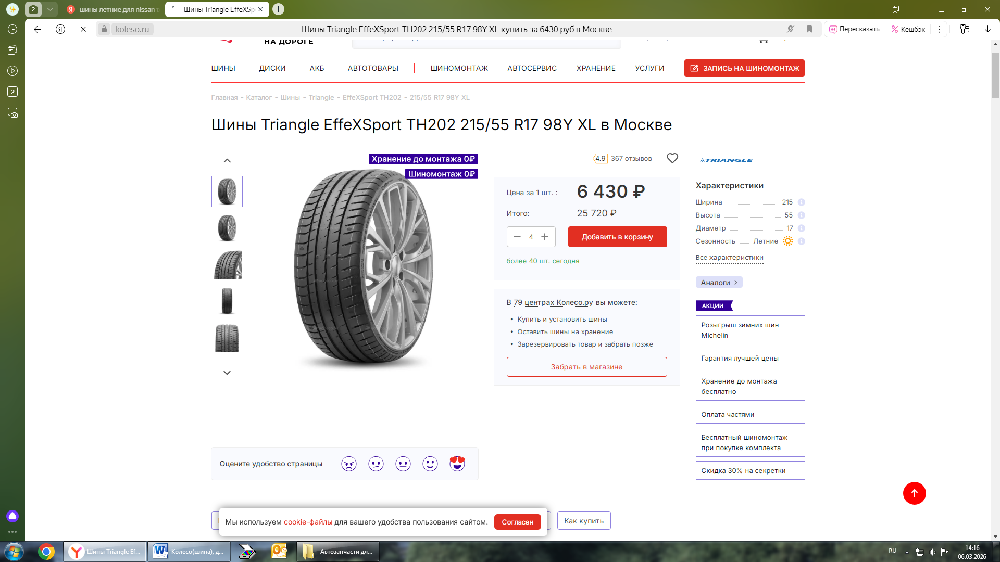 2
шины летние для nissan t
Шины Triangle EffeXSp
koleso.ru
Шины Triangle EffeXSport TH202 215/55 R17 98Y XL купить за 6430 руб в Москве
Пересказать
Кешбэк
2
НА ДОРОГЕ
ШИНЫ
ДИСКИ
АКБ
АВТОТОВАРЫ
ШИНОМОНТАЖ
АВТОСЕРВИС
ХРАНЕНИЕ
УСЛУГИ
ЗАПИСЬ НА ШИНОМОНТАЖ
Главная - Каталог - Шины - Triangle - EffeXSport TH202 - 215/55 R17 98Y XL
Шины Triangle EffeXSport TH202 215/55 R17 98Y XL в Москве
Хранение до монтажа 0₽
Шиномонтаж 0₽
4.9 367 отзывов
Цена за 1 шт. : 6 430 ₽
Итого: 25 720 ₽
4
Добавить в корзину
более 40 шт. сегодня
В 79 центрах Колесо.ру вы можете:
• Купить и установить шины
• Оставить шины на хранение
• Зарезервировать товар и забрать позже
Забрать в магазине
TRIANGLE
Характеристики
Ширина 215
Высота 55
Диаметр 17
Сезонность Летние
Все характеристики
Аналоги
АКЦИИ
Розыгрыш зимних шин
Michelin
Гарантия лучшей цены
Хранение до монтажа
бесплатно
Оплата частями
Бесплатный шиномонтаж
при покупке комплекта
Скидка 30% на секретки
Оцените удобство страницы
Мы используем cookie-файлы для вашего удобства пользования сайтом.
Согласен
Как купить
Шины Triangle Ef...
Колесо(шина), д...
Автозапчасти дл...
RU
14:16
06.03.2026